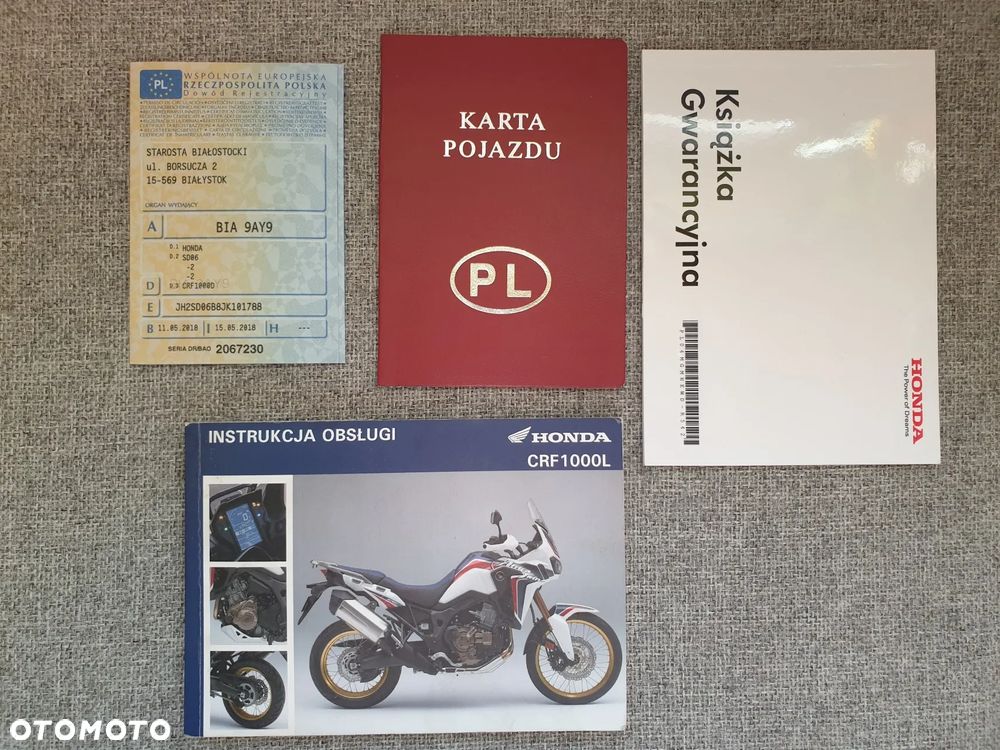 PL
WSPÓLNOTA EUROPEJSKA
RZECZPOSPOLITA POLSKA
Dowód Rejestracyjny
STAROSTA BIAŁOSTOCKI
ul. BORSUCZA 2
15-569 BIAŁYSTOK
ORGAN WYDAJĄCY
A BIA 9AY9
D.1 HONDA
D.2 SD06
-2
-2
D D.3 CRF1000D
E JH2SD06B8JK101788
B 11.05.2018 I 15.05.2018 H ---
SERIA DR/BAO 2067230
KARTA
POJAZDU
PL
Książka
Gwarancyjna
HONDA
The Power of Dreams
INSTRUKCJA OBSŁUGI
HONDA
CRF1000L
OTOMOTO